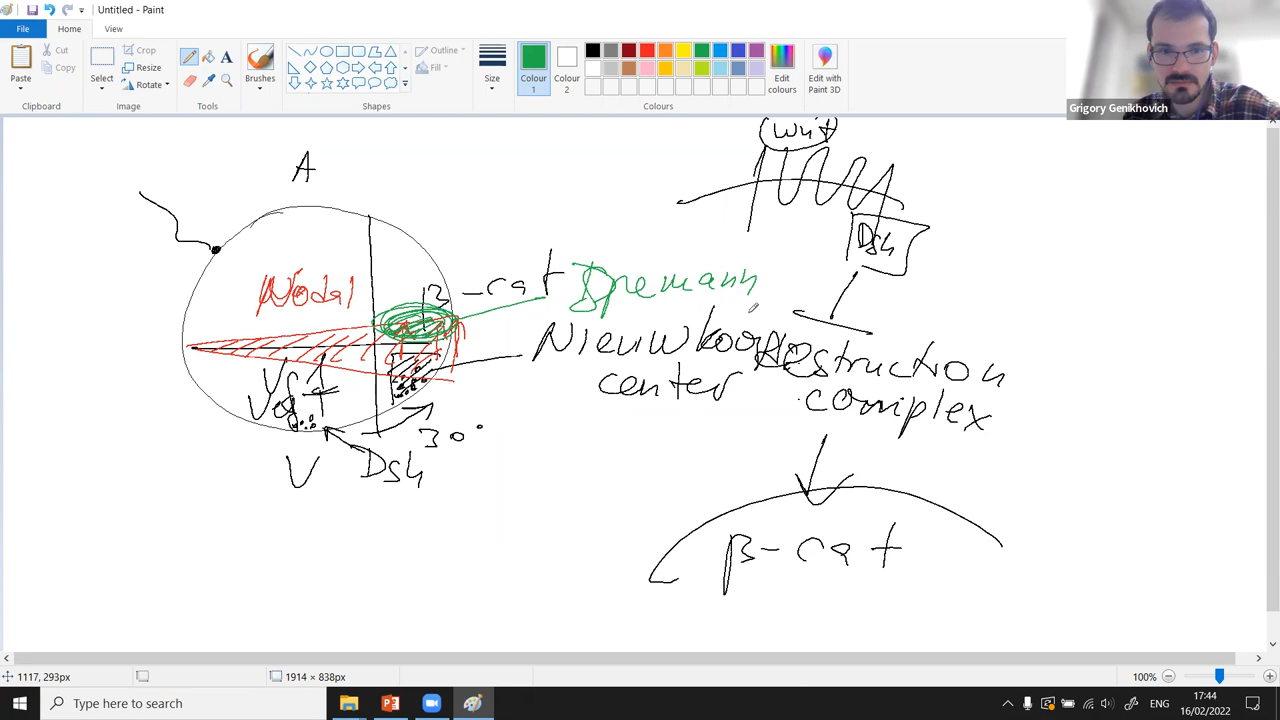 Untitled - Paint
File
Home
View
Paste
Cut
Copy
Clipboard
Select
Crop
Resize
Rotate
Image
Tools
Brushes
Shapes
Outline
Fill
Size
Colour 1
Colour 2
Edit colours
Colours
Edit with Paint 3D
Grigory Genikhovich
A
Nodal
β-cat
Spemann
Nieuwkoop
center
Veg T
V
Dsh
30°
Wnt
Dsh
Destruction
complex
β-cat
1117, 293px
1914 × 838px
100%
Type here to search
ENG
17:44
16/02/2022